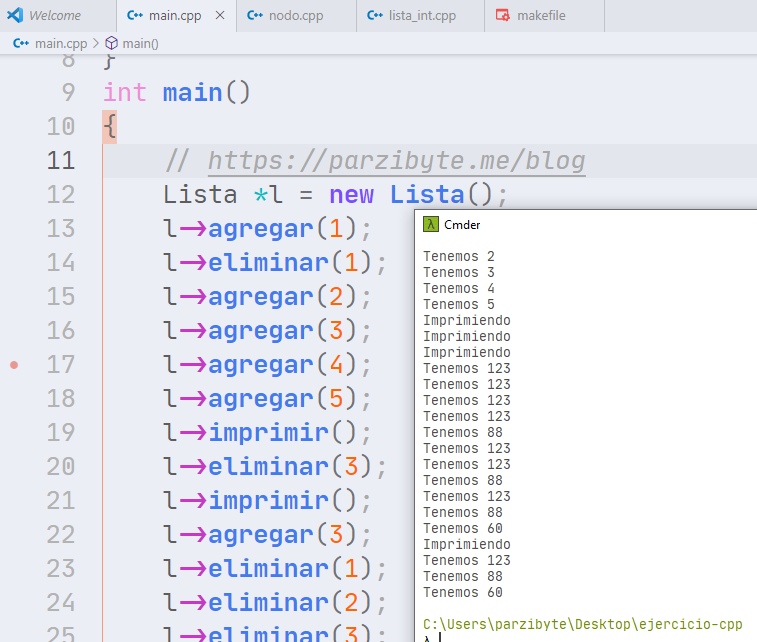 Welcome
main.cpp
nodo.cpp
lista_int.cpp
makefile
main.cpp > main()
8 }
9 int main()
10 {
11 // https://parzibyte.me/blog
12 Lista *l = new Lista();
13 l->agregar(1);
14 l->eliminar(1);
15 l->agregar(2);
16 l->agregar(3);
17 l->agregar(4);
18 l->agregar(5);
19 l->imprimir();
20 l->eliminar(3);
21 l->imprimir();
22 l->agregar(3);
23 l->eliminar(1);
24 l->eliminar(2);
25 l->eliminar(3);
λ Cmder
Tenemos 2
Tenemos 3
Tenemos 4
Tenemos 5
Imprimiendo
Imprimiendo
Imprimiendo
Tenemos 123
Tenemos 123
Tenemos 123
Tenemos 123
Tenemos 88
Tenemos 123
Tenemos 123
Tenemos 88
Tenemos 123
Tenemos 88
Tenemos 60
Imprimiendo
Tenemos 123
Tenemos 88
Tenemos 60
C:\Users\parzibyte\Desktop\ejercicio-cpp
λ